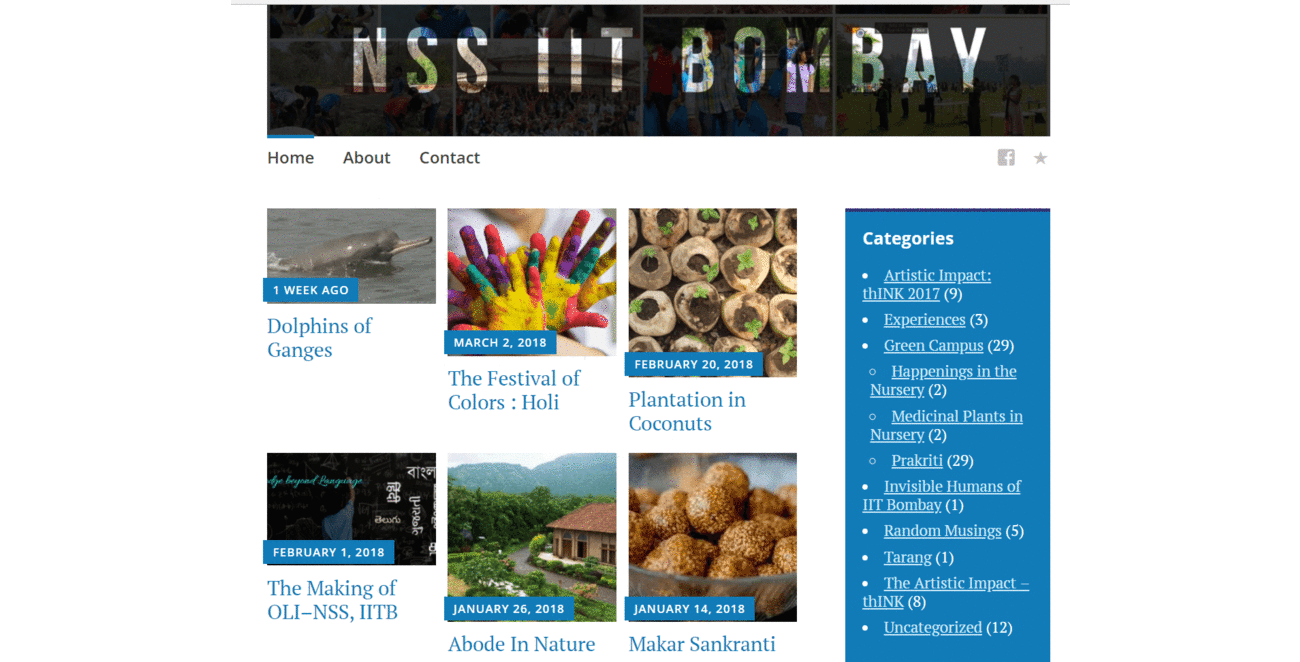 NSS IIT BOMBAY
Home About Contact
1 WEEK AGO
Dolphins of
Ganges
MARCH 2, 2018
The Festival of
Colors : Holi
FEBRUARY 20, 2018
Plantation in
Coconuts
dge beyond Language
বাংলা
हिंदी
తెలుగు
ગુજરાતી
FEBRUARY 1, 2018
The Making of
OLI–NSS, IITB
JANUARY 26, 2018
Abode In Nature
JANUARY 14, 2018
Makar Sankranti
Categories
Artistic Impact:
thINK 2017 (9)
Experiences (3)
Green Campus (29)
Happenings in the
Nursery (2)
Medicinal Plants in
Nursery (2)
Prakriti (29)
Invisible Humans of
IIT Bombay (1)
Random Musings (5)
Tarang (1)
The Artistic Impact –
thINK (8)
Uncategorized (12)